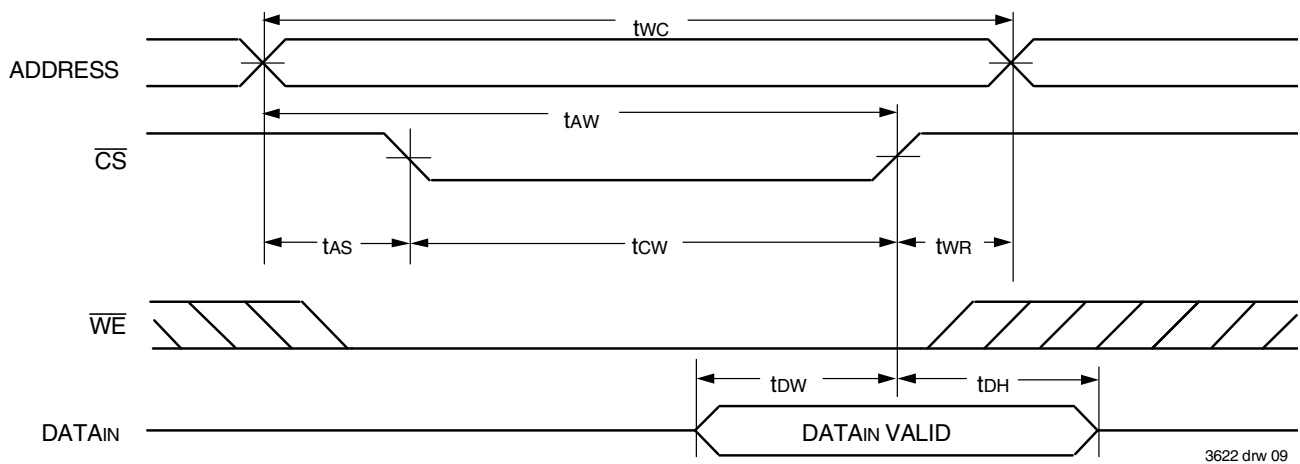 tWC
ADDRESS
tAW
CS
tAS
tCW
tWR
WE
tDW
tDH
DATAIN
DATAIN VALID
3622 drw 09